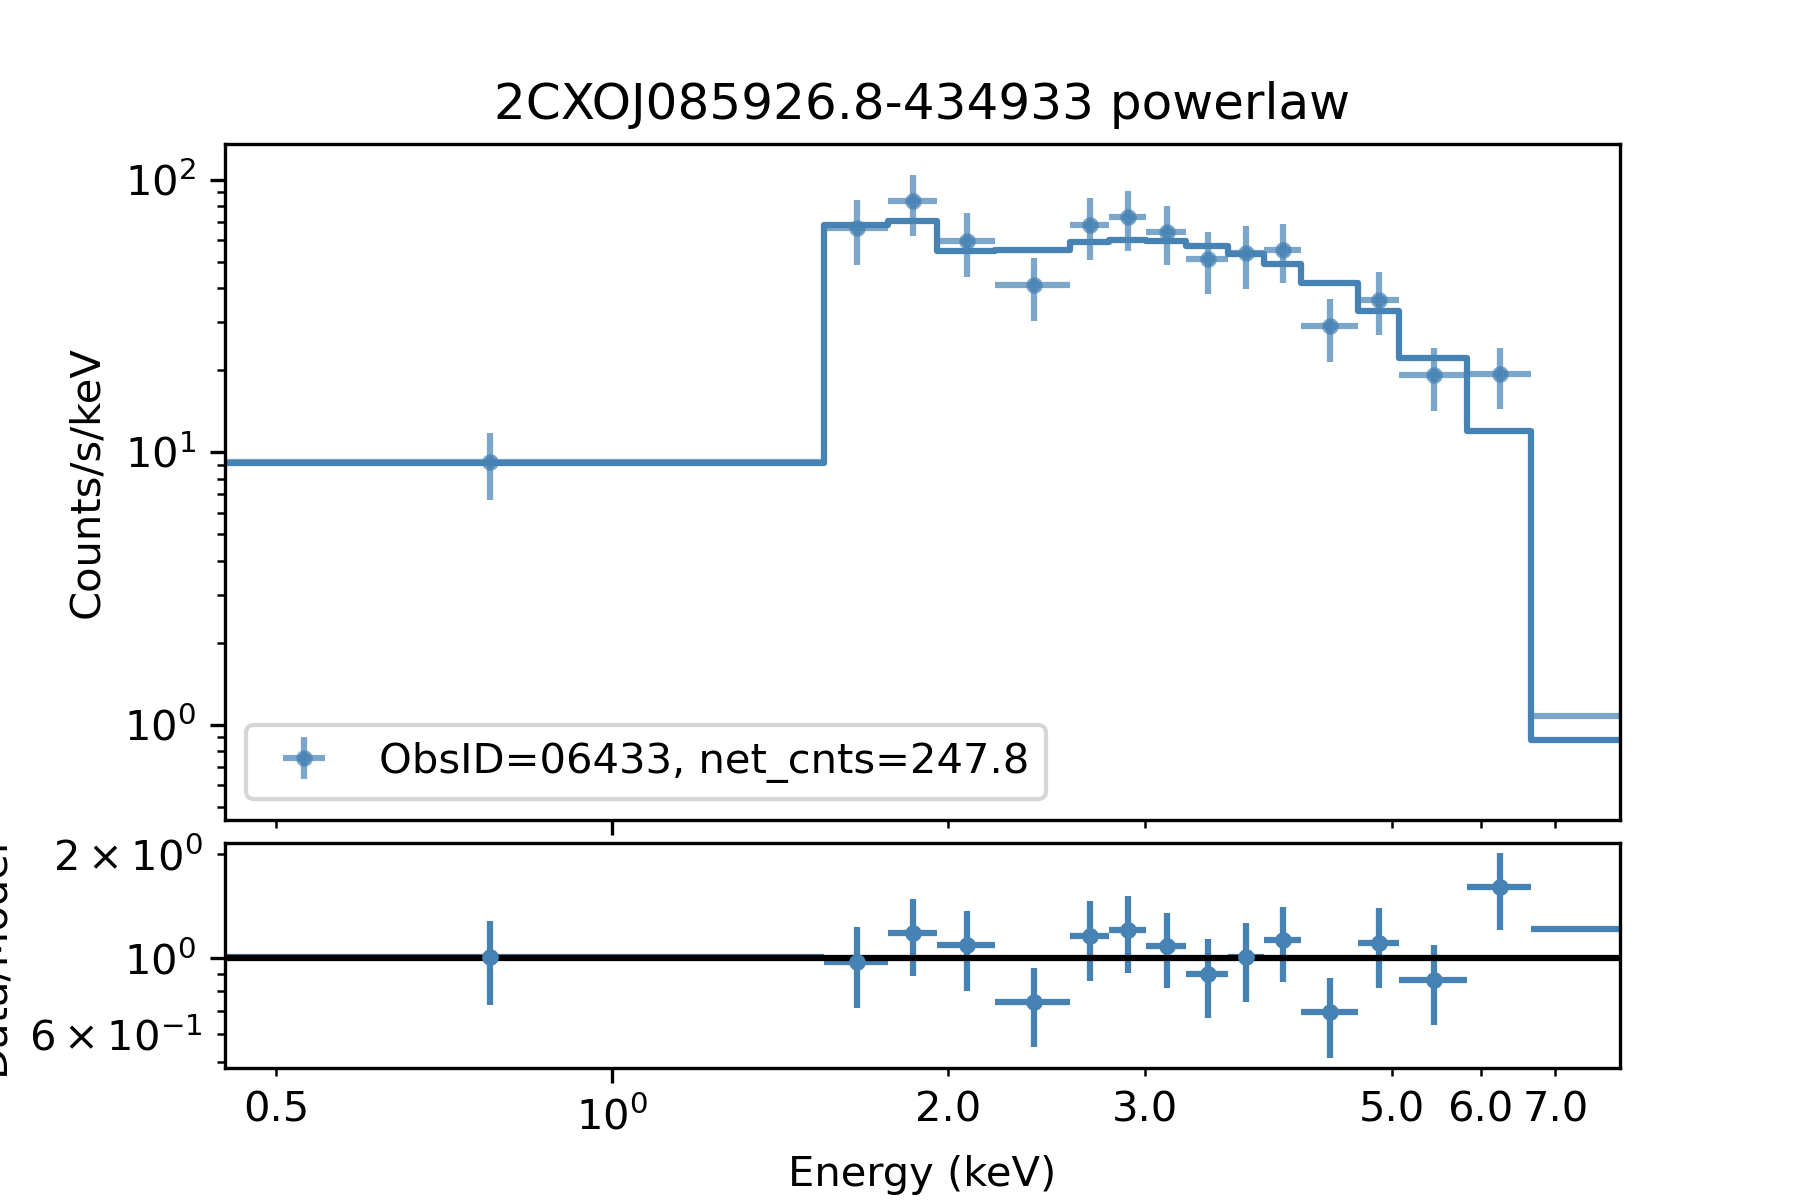 2CXOJ085926.8-434933 powerlaw
10²
10¹
10⁰
Counts/s/keV
ObsID=06433, net_cnts=247.8
2 × 10⁰
10⁰
6 × 10⁻¹
0.5
10⁰
2.0
3.0
5.0
6.0
7.0
Energy (keV)